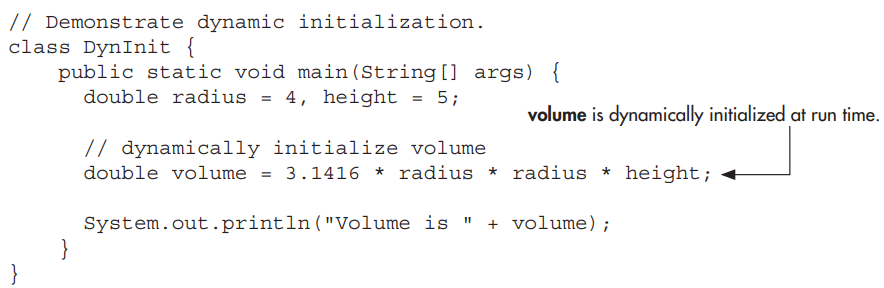 // Demonstrate dynamic initialization.
class DynInit {
public static void main(String[] args) {
double radius = 4, height = 5;
volume is dynamically initialized at run time.
// dynamically initialize volume
double volume = 3.1416 * radius * radius * height;
System.out.println("Volume is " + volume);
}
}